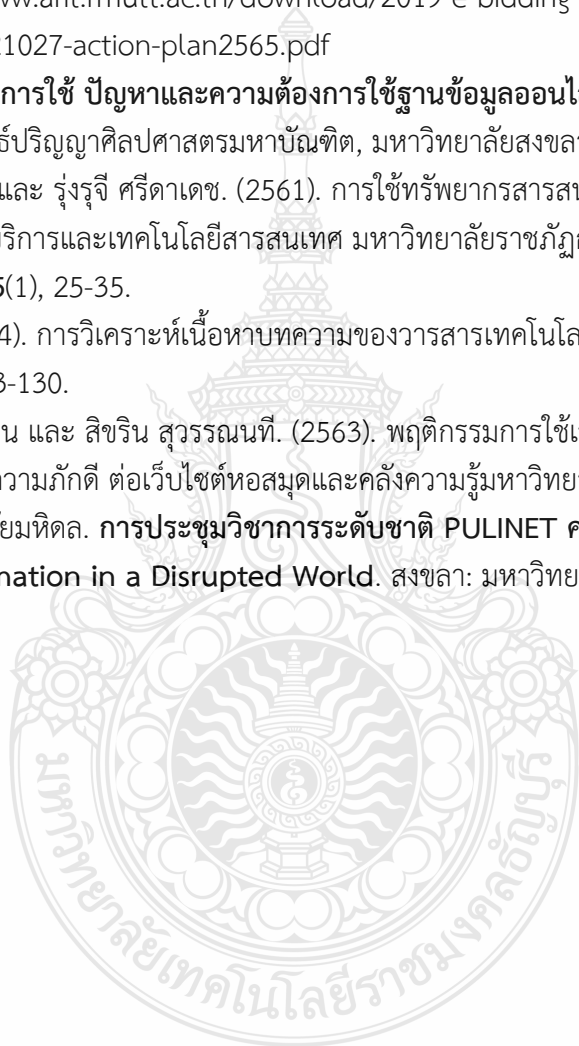 ww.ant.rmutt.ac.th/download/2019-e-bidding
21027-action-plan2565.pdf
การใช้ ปัญหาและความต้องการใช้ฐานข้อมูลออนไ
ธ์ปริญญาศิลปศาสตรมหาบัณฑิต, มหาวิทยาลัยสงขลา
และ รุ่งรุจี ศรีดาเดช. (2561). การใช้ทรัพยากรสารสน
บริการและเทคโนโลยีสารสนเทศ มหาวิทยาลัยราชภัฏ
5(1), 25-35.
4). การวิเคราะห์เนื้อหาบทความของวารสารเทคโนโล
3-130.
น และ สิขริน สุวรรณนที. (2563). พฤติกรรมการใช้เ
ความภักดี ต่อเว็บไซต์หอสมุดและคลังความรู้มหาวิทยา
ัยมหิดล. การประชุมวิชาการระดับชาติ PULINET ค
mation in a Disrupted World. สงขลา: มหาวิทยา
มหาวิทยาลัยเทคโนโลยีราชมงคลธัญบุรี